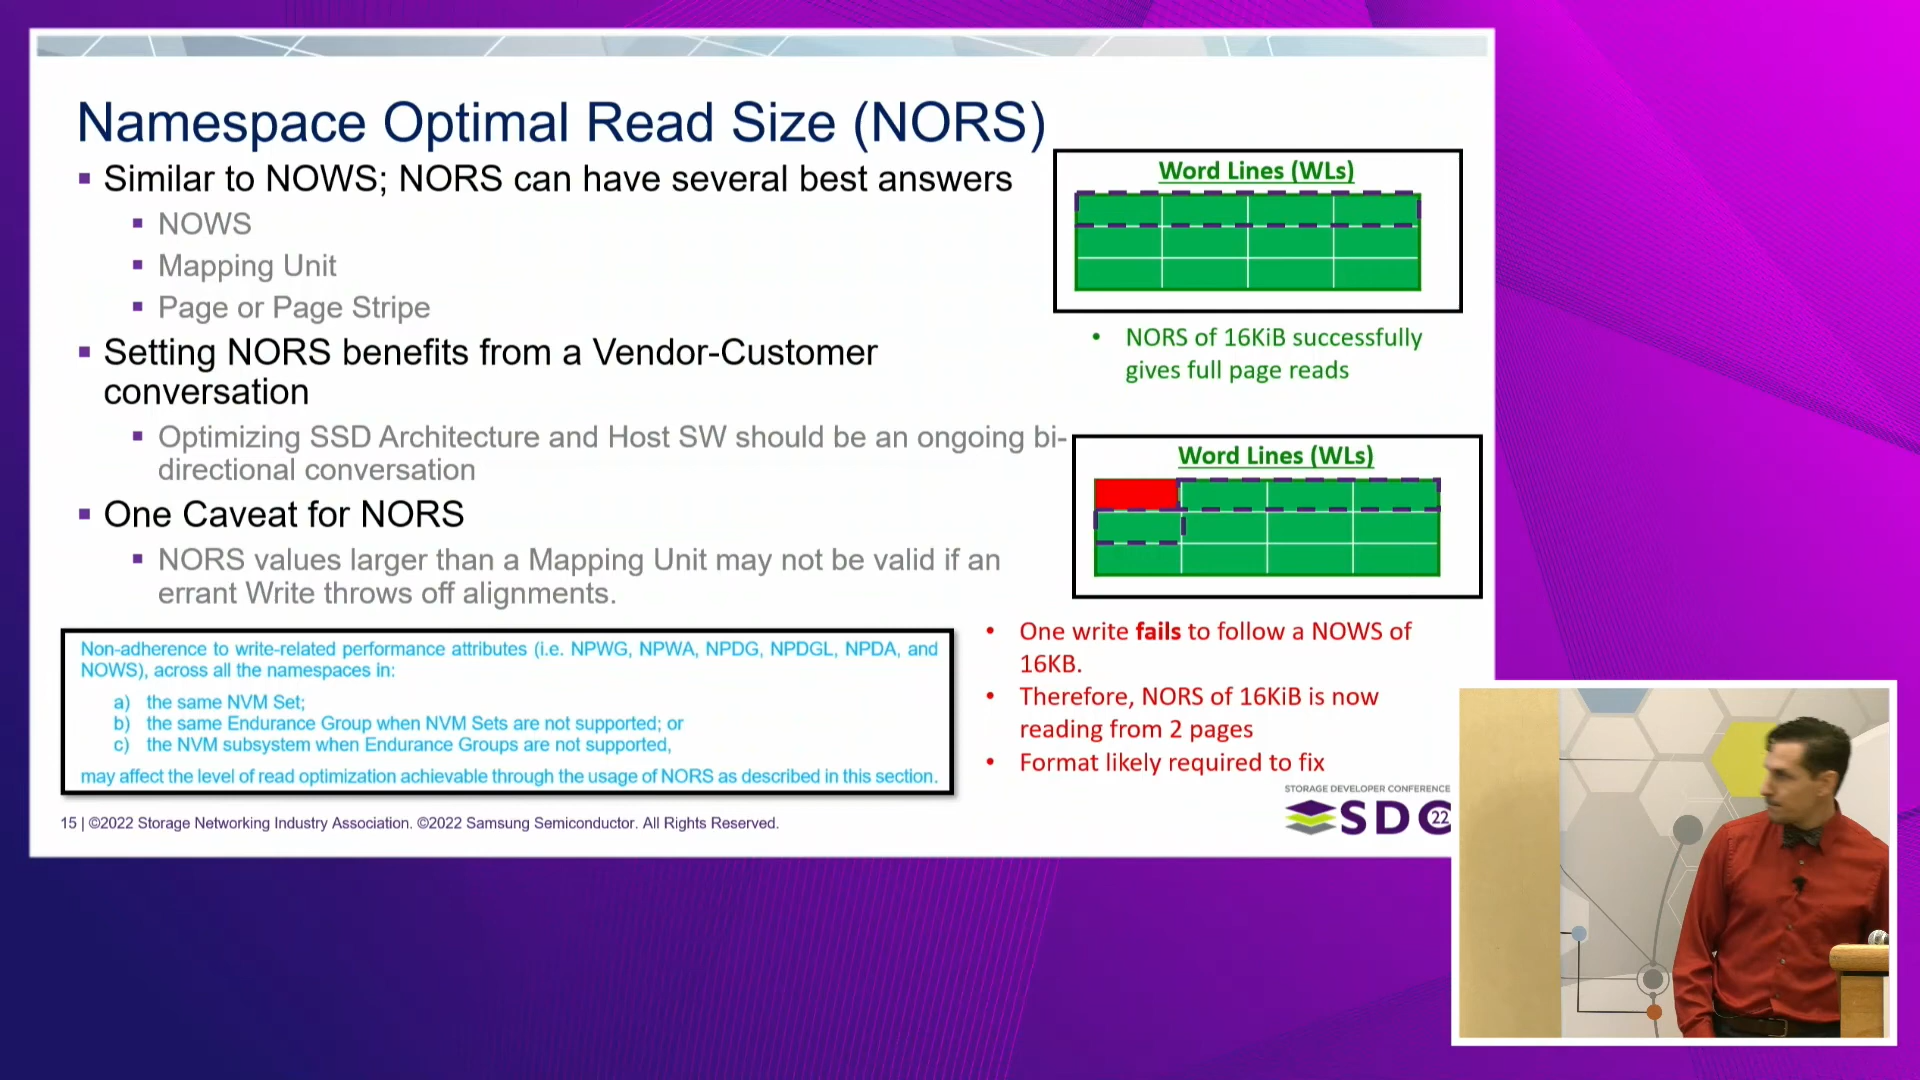 Namespace Optimal Read Size (NORS)
▪ Similar to NOWS; NORS can have several best answers
▪ NOWS
▪ Mapping Unit
▪ Page or Page Stripe
▪ Setting NORS benefits from a Vendor-Customer
conversation
▪ Optimizing SSD Architecture and Host SW should be an ongoing bi-
directional conversation
▪ One Caveat for NORS
▪ NORS values larger than a Mapping Unit may not be valid if an
errant Write throws off alignments.
Non-adherence to write-related performance attributes (i.e. NPWG, NPWA, NPDG, NPDGL, NPDA, and
NOWS), across all the namespaces in:
a) the same NVM Set;
b) the same Endurance Group when NVM Sets are not supported; or
c) the NVM subsystem when Endurance Groups are not supported,
may affect the level of read optimization achievable through the usage of NORS as described in this section.
Word Lines (WLs)
• NORS of 16KiB successfully
gives full page reads
Word Lines (WLs)
• One write fails to follow a NOWS of
16KB.
• Therefore, NORS of 16KiB is now
reading from 2 pages
• Format likely required to fix
15 | ©2022 Storage Networking Industry Association. ©2022 Samsung Semiconductor. All Rights Reserved.
STORAGE DEVELOPER CONFERENCE
SDC 22